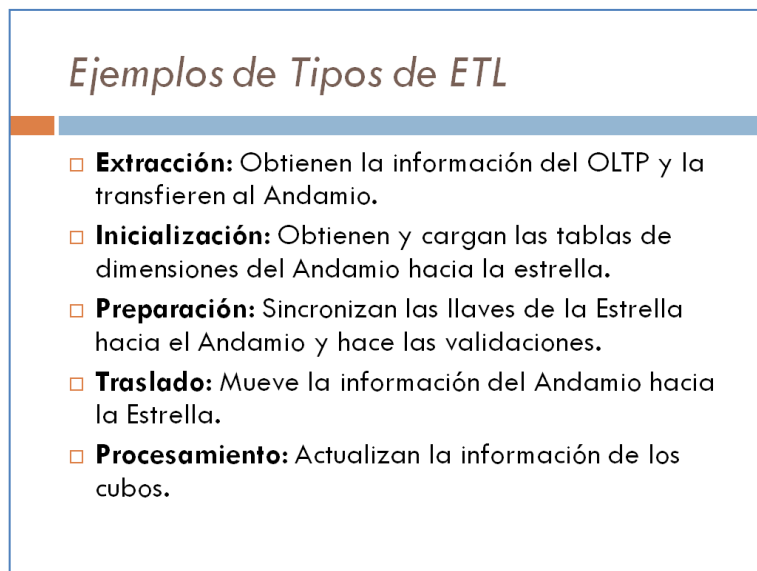 Ejemplos de Tipos de ETL
Extracción: Obtienen la información del OLTP y la
transfieren al Andamio.
Inicialización: Obtienen y cargan las tablas de
dimensiones del Andamio hacia la estrella.
Preparación: Sincronizan las llaves de la Estrella
hacia el Andamio y hace las validaciones.
Traslado: Mueve la información del Andamio hacia
la Estrella.
Procesamiento: Actualizan la información de los
cubos.